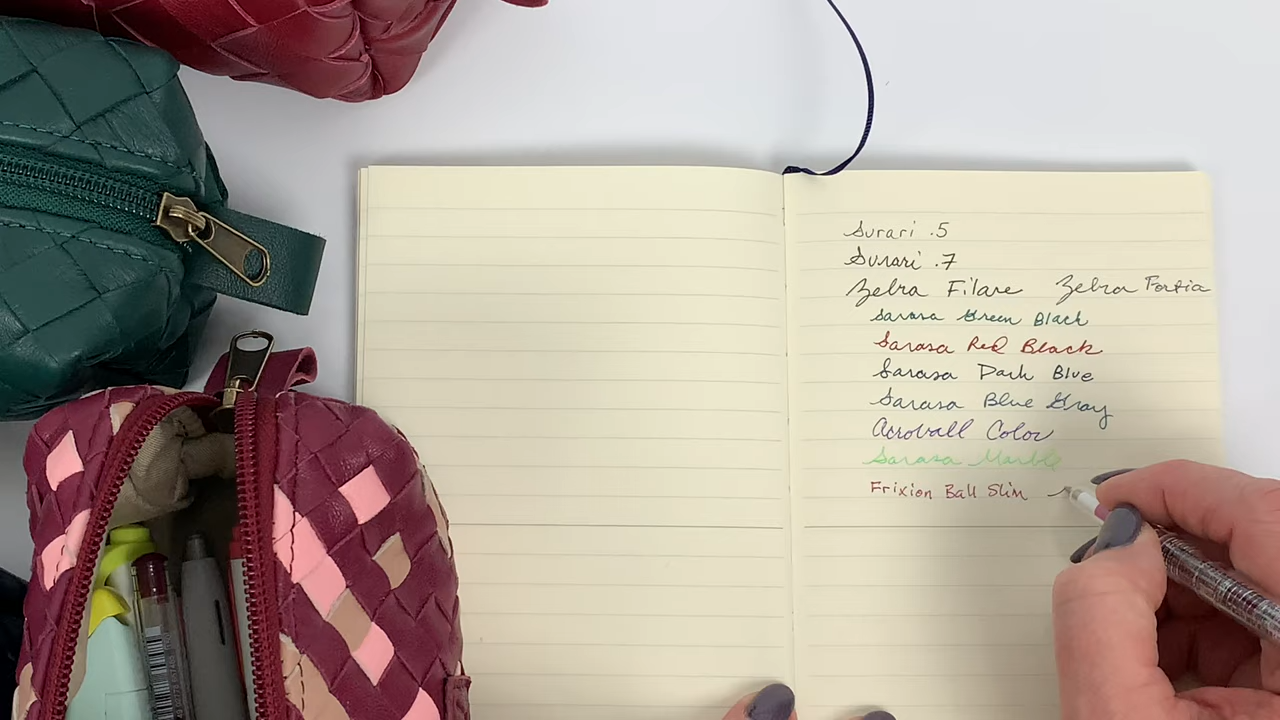 Surari .5
Surari .7
Zebra Filare Zebra Fortia
Sarasa Green Black
Sarasa Red Black
Sarasa Dark Blue
Sarasa Blue Gray
Acroball Color
Sarasa Marble
Frixion Ball Slim